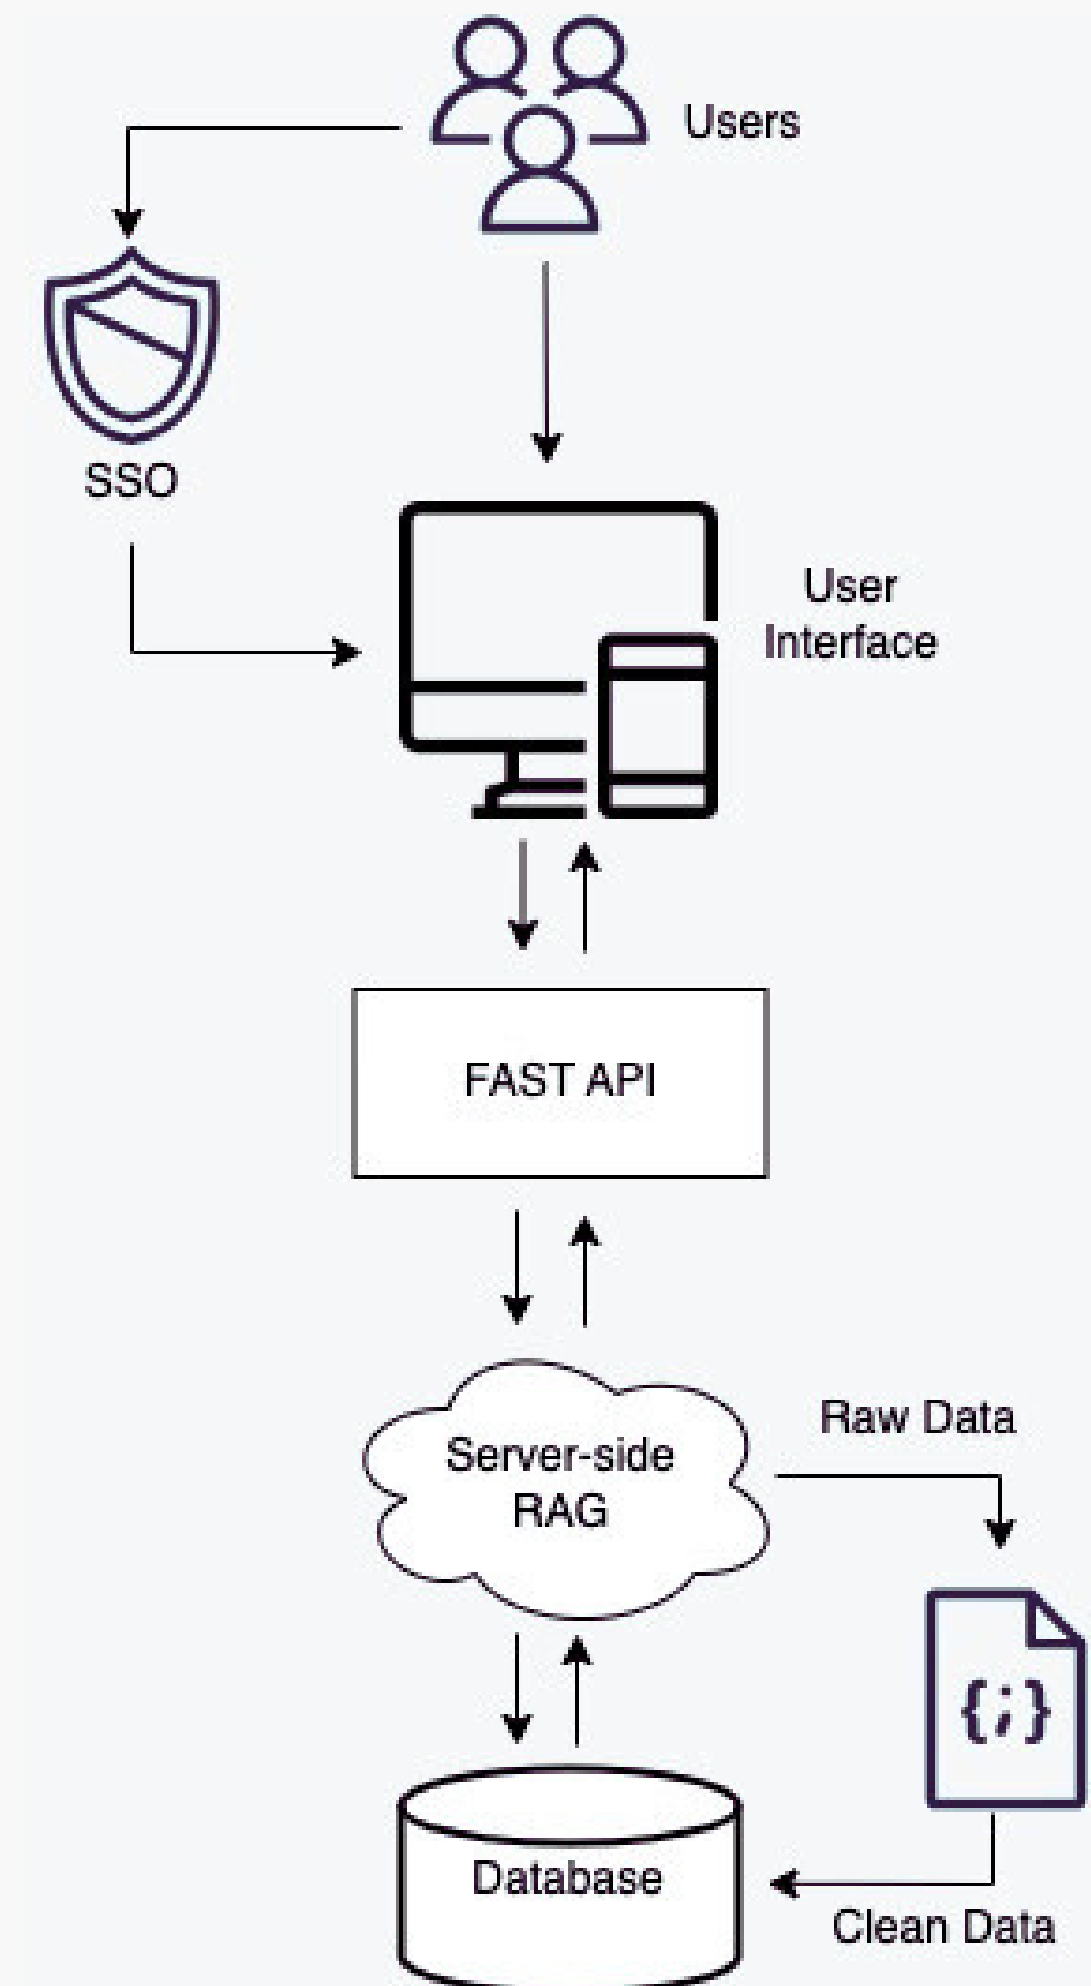 Users
SSO
User
Interface
FAST API
Server-side
RAG
Raw Data
{;}
Database
Clean Data